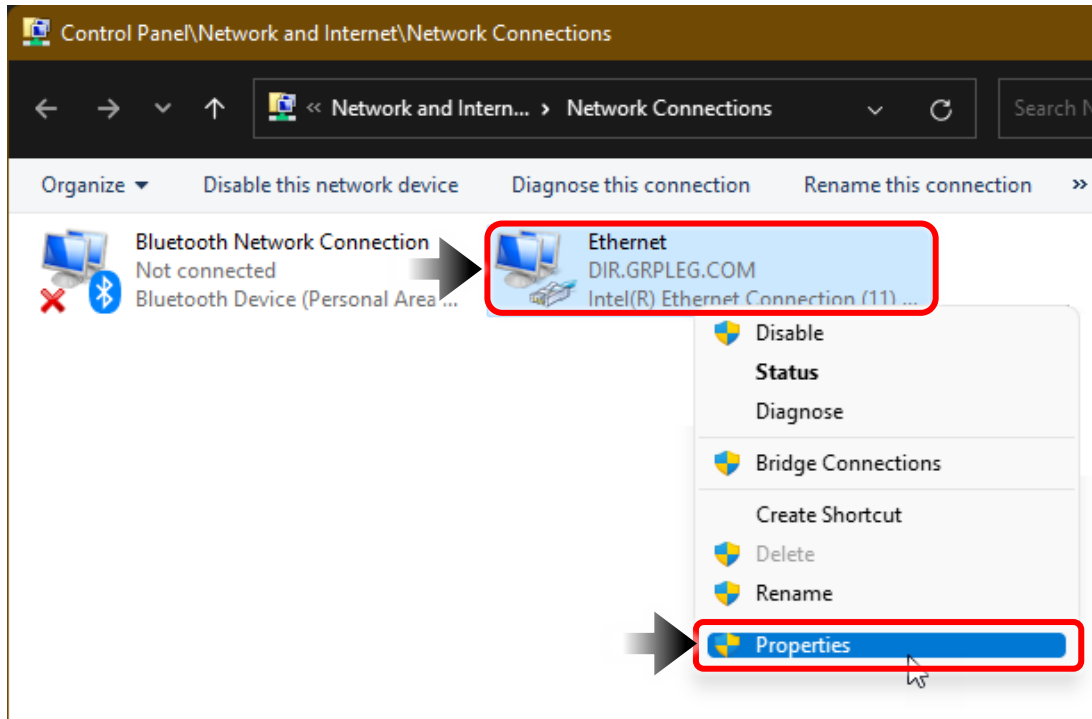 Control Panel\Network and Internet\Network Connections
« Network and Intern... › Network Connections
Search N
Organize Disable this network device Diagnose this connection Rename this connection »
Bluetooth Network Connection
Not connected
Bluetooth Device (Personal Area ...
Ethernet
DIR.GRPLEG.COM
Intel(R) Ethernet Connection (11) ...
Disable
Status
Diagnose
Bridge Connections
Create Shortcut
Delete
Rename
Properties